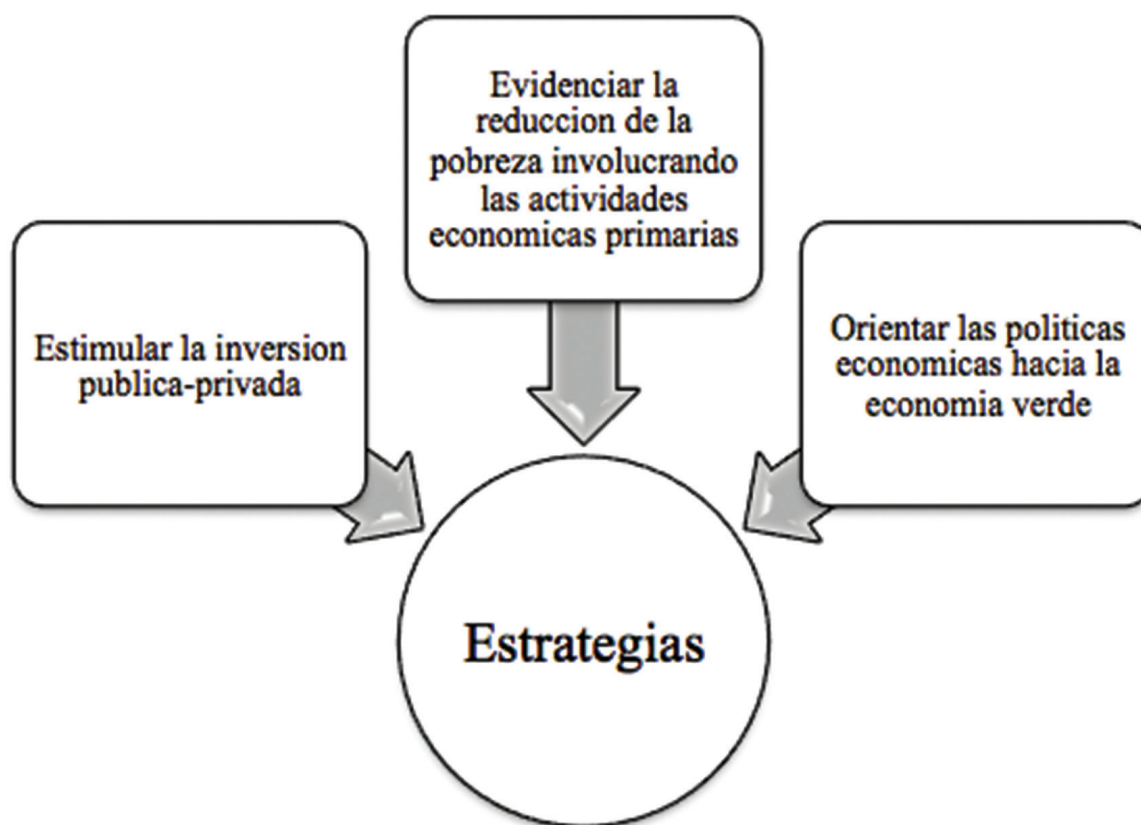 Estimular la inversion
publica-privada
Evidenciar la
reduccion de la
pobreza involucrando
las actividades
economicas primarias
Orientar las politicas
economicas hacia la
economia verde
Estrategias